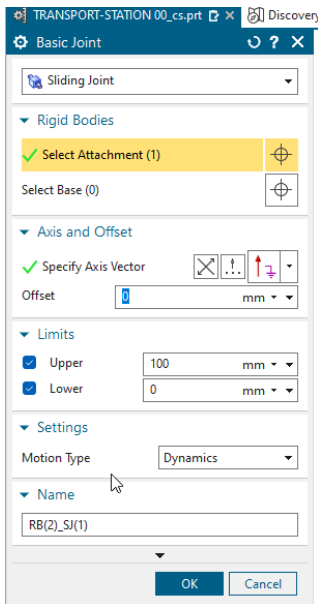 TRANSPORT-STATION 00_cs.prt
Discovery
Basic Joint
Sliding Joint
Rigid Bodies
Select Attachment (1)
Select Base (0)
Axis and Offset
Specify Axis Vector
Offset 0 mm
Limits
Upper 100 mm
Lower 0 mm
Settings
Motion Type Dynamics
Name
RB(2)_SJ(1)
OK Cancel